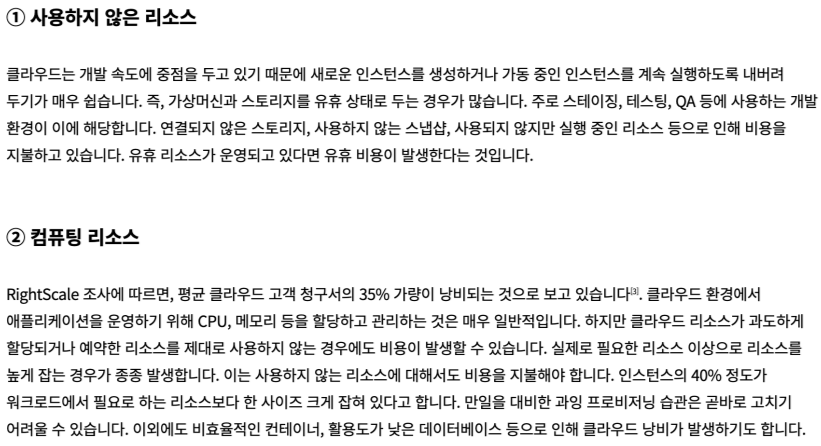 ① 사용하지 않은 리소스
클라우드는 개발 속도에 중점을 두고 있기 때문에 새로운 인스턴스를 생성하거나 가동 중인 인스턴스를 계속 실행하도록 내버려
두기가 매우 쉽습니다. 즉, 가상머신과 스토리지를 유휴 상태로 두는 경우가 많습니다. 주로 스테이징, 테스팅, QA 등에 사용하는 개발
환경이 이에 해당합니다. 연결되지 않은 스토리지, 사용하지 않는 스냅샵, 사용되지 않지만 실행 중인 리소스 등으로 인해 비용을
지불하고 있습니다. 유휴 리소스가 운영되고 있다면 유휴 비용이 발생한다는 것입니다.
② 컴퓨팅 리소스
RightScale 조사에 따르면, 평균 클라우드 고객 청구서의 35% 가량이 낭비되는 것으로 보고 있습니다[3]. 클라우드 환경에서
애플리케이션을 운영하기 위해 CPU, 메모리 등을 할당하고 관리하는 것은 매우 일반적입니다. 하지만 클라우드 리소스가 과도하게
할당되거나 예약한 리소스를 제대로 사용하지 않는 경우에도 비용이 발생할 수 있습니다. 실제로 필요한 리소스 이상으로 리소스를
높게 잡는 경우가 종종 발생합니다. 이는 사용하지 않는 리소스에 대해서도 비용을 지불해야 합니다. 인스턴스의 40% 정도가
워크로드에서 필요로 하는 리소스보다 한 사이즈 크게 잡혀 있다고 합니다. 만일을 대비한 과잉 프로비저닝 습관은 곧바로 고치기
어려울 수 있습니다. 이외에도 비효율적인 컨테이너, 활용도가 낮은 데이터베이스 등으로 인해 클라우드 낭비가 발생하기도 합니다.